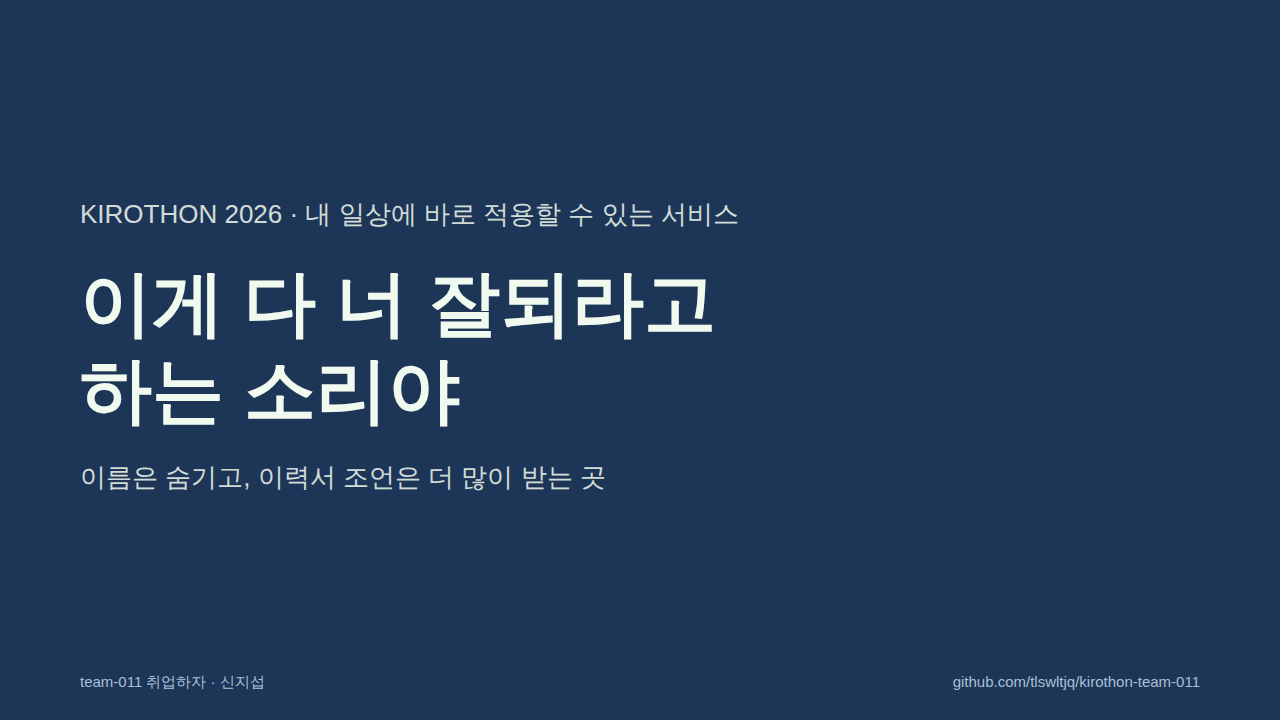 KIROTHON 2026 · 내 일상에 바로 적용할 수 있는 서비스
이게 다 너 잘되라고
하는 소리야
이름은 숨기고, 이력서 조언은 더 많이 받는 곳
team-011 취업하자 · 신지섭
github.com/tlswltjq/kirothon-team-011